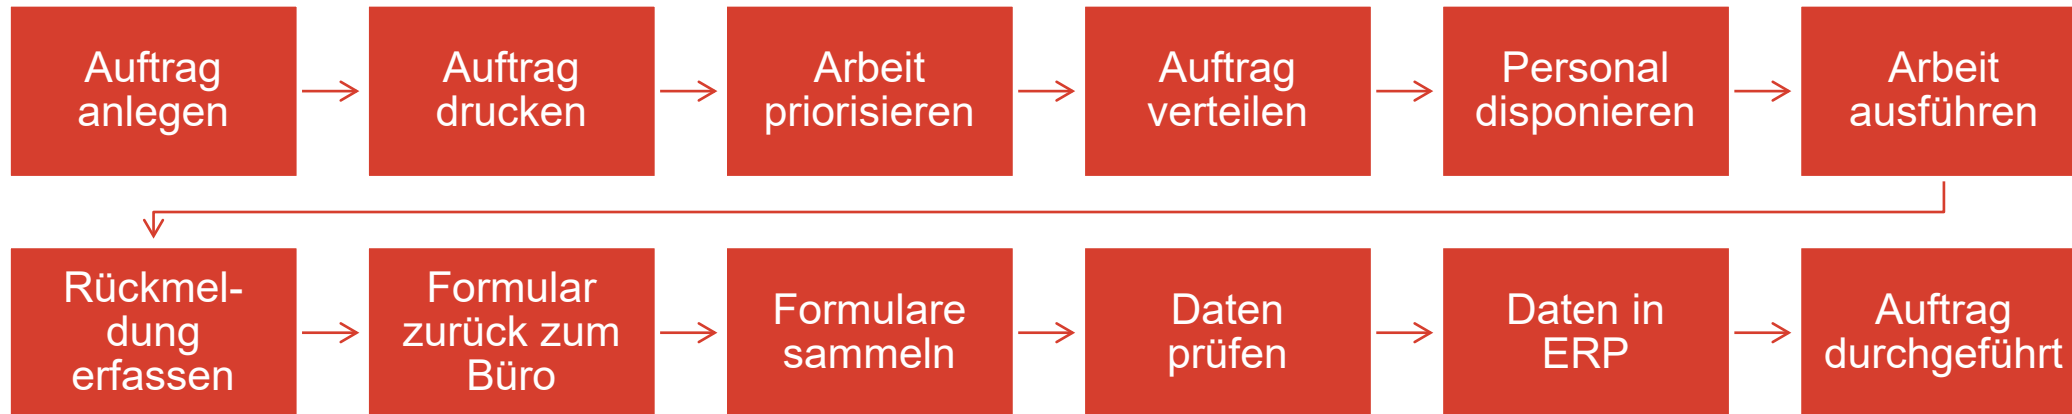 Auftrag
anlegen
Auftrag
drucken
Arbeit
priorisieren
Auftrag
verteilen
Personal
disponieren
Arbeit
ausführen
Rückmel-
dung
erfassen
Formular
zurück zum
Büro
Formulare
sammeln
Daten
prüfen
Daten in
ERP
Auftrag
durchgeführt